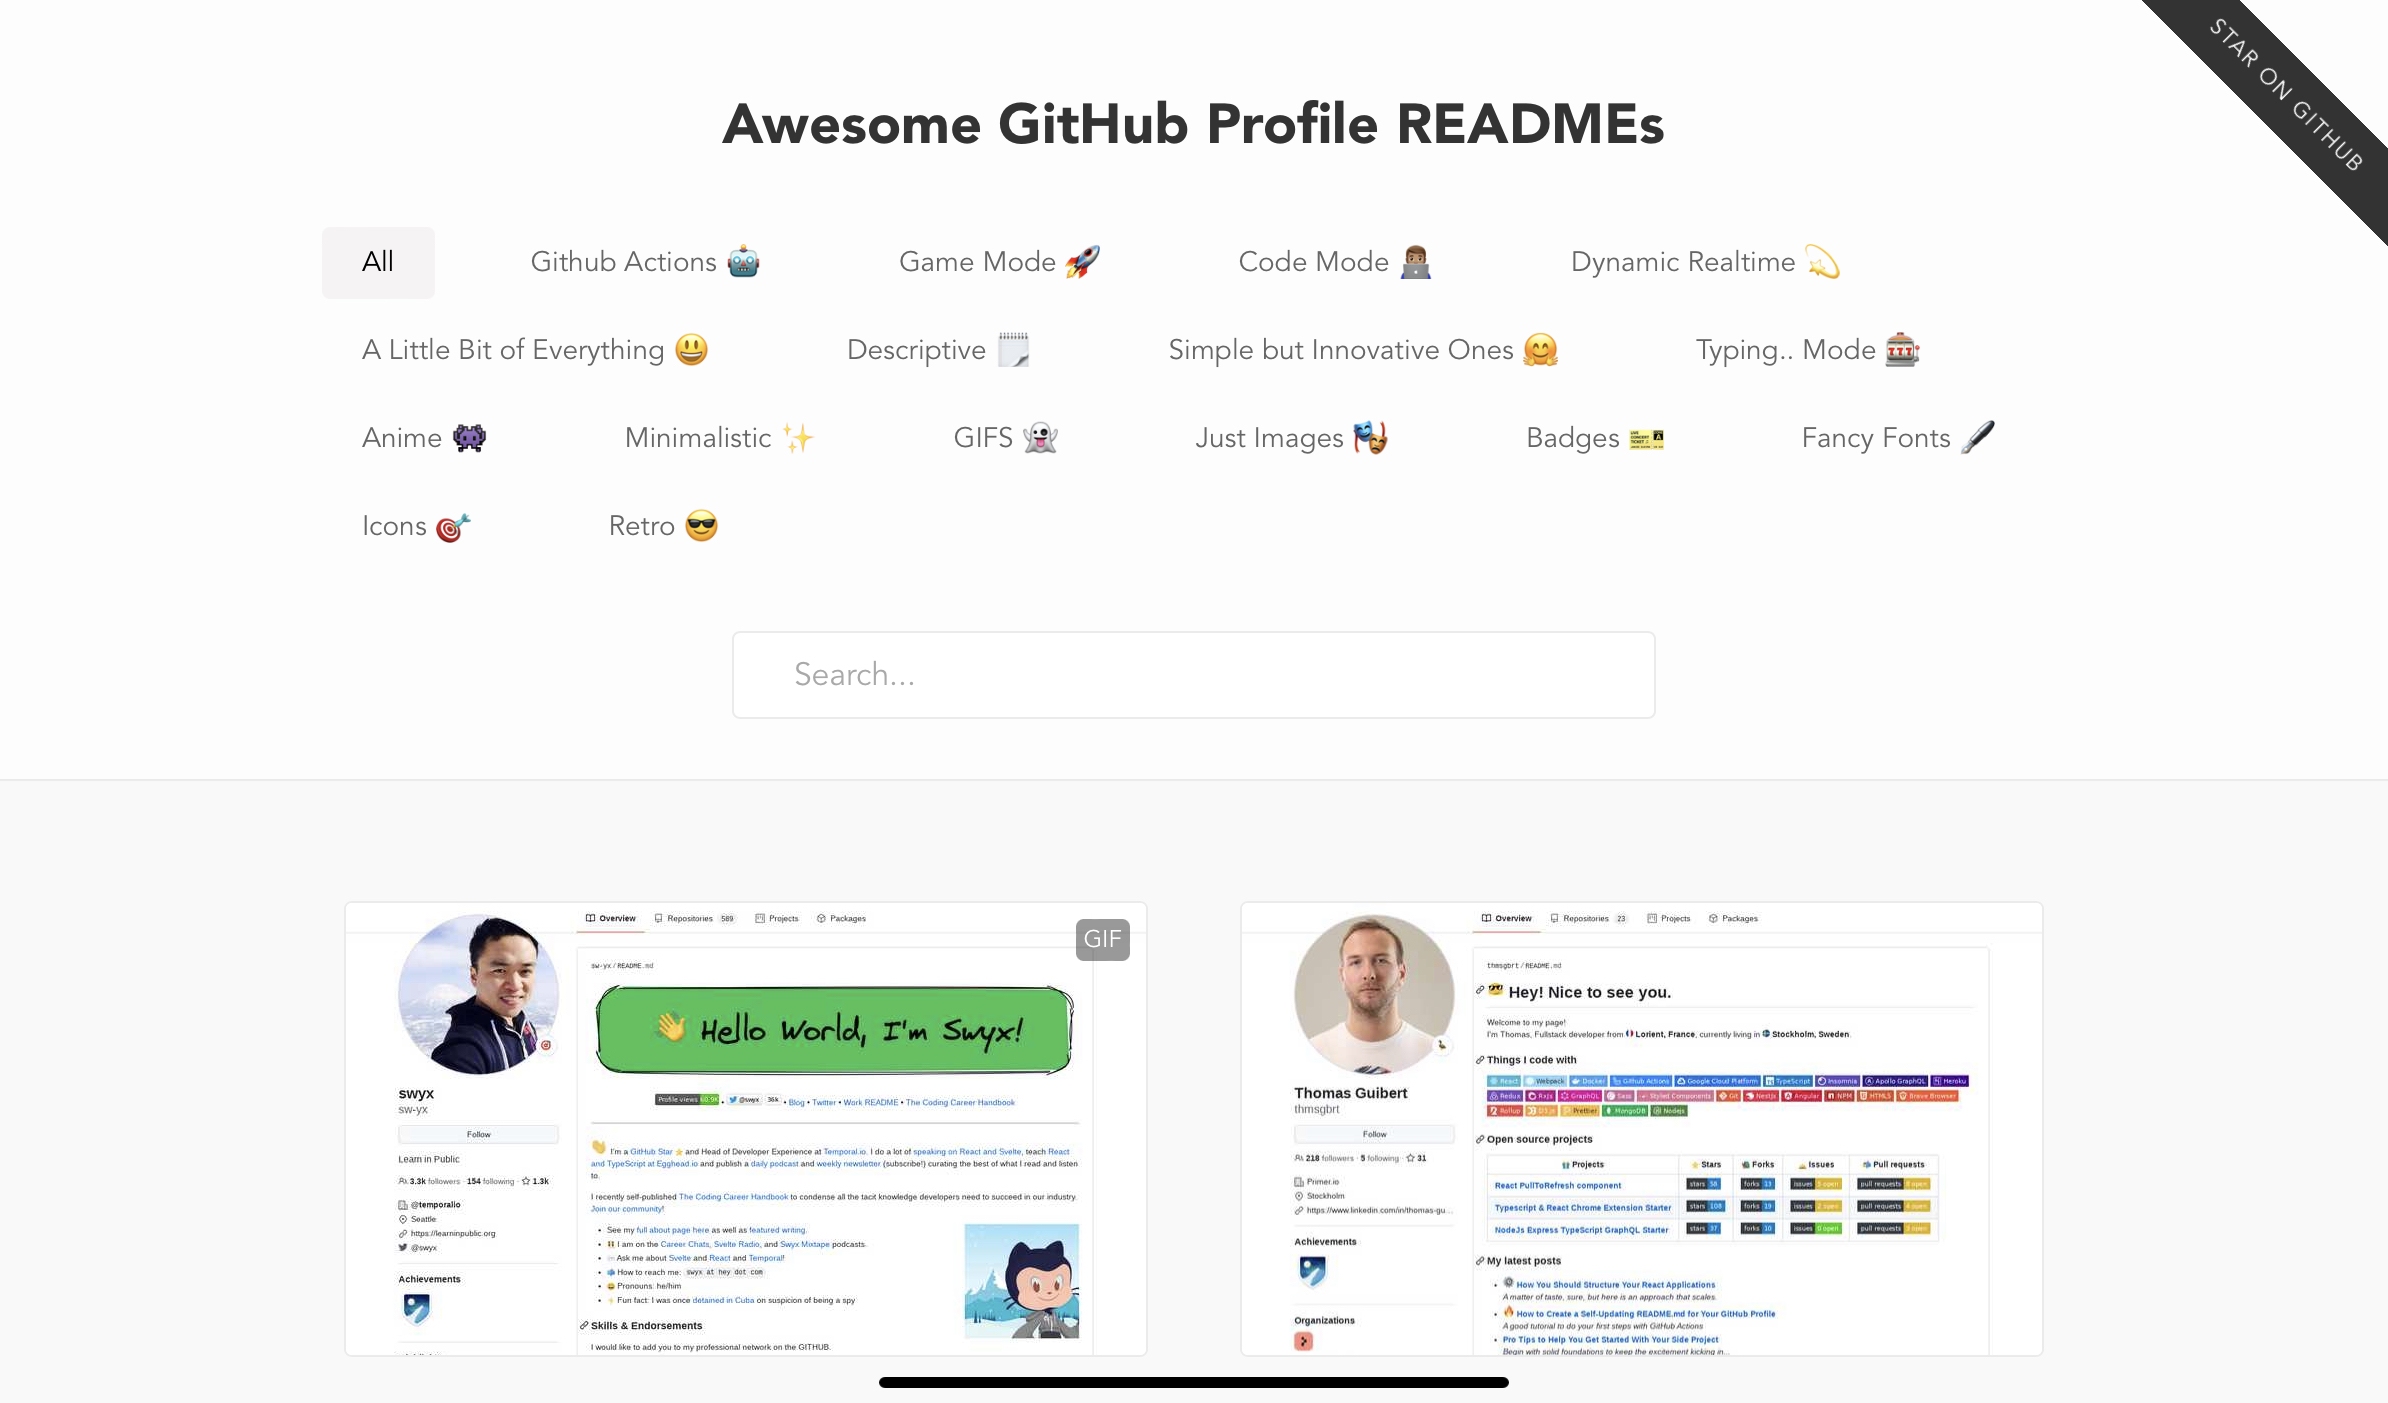 STAR ON GITHUB
Awesome GitHub Profile READMEs
All
Github Actions 🤖
Game Mode 🚀
Code Mode 👨🏽‍💻
Dynamic Realtime 💫
A Little Bit of Everything 😃
Descriptive 🗒
Simple but Innovative Ones 🤗
Typing.. Mode 🎰
Anime 👾
Minimalistic ✨
GIFS 👻
Just Images 🎭
Badges 🎫
Fancy Fonts 🖋
Icons 🎯
Retro 😎
Search...
Overview
Repositories 589
Projects
Packages
GIF
sw-yx / README.md
👋 Hello World, I'm Swyx!
swyx
sw-yx
Follow
Learn in Public
3.3k followers · 154 following · 1.3k
@temporalio
Seattle
https://learninpublic.org
@swyx
Achievements
Profile views 60.9K • @swyx 36k • Blog • Twitter • Work README • The Coding Career Handbook
👋 I'm a GitHub Star ⭐ and Head of Developer Experience at Temporal.io. I do a lot of speaking on React and Svelte, teach React
and TypeScript at Egghead.io and publish a daily podcast and weekly newsletter (subscribe!) curating the best of what I read and listen
to.
I recently self-published The Coding Career Handbook to condense all the tacit knowledge developers need to succeed in our industry.
Join our community!
• See my full about page here as well as featured writing.
• I am on the Career Chats, Svelte Radio, and Swyx Mixtape podcasts.
• Ask me about Svelte and React and Temporal!
• How to reach me: swyx at hey dot com
• 😄 Pronouns: he/him
• ⚡ Fun fact: I was once detained in Cuba on suspicion of being a spy
Skills & Endorsements
I would like to add you to my professional network on the GITHUB.
Overview
Repositories 23
Projects
Packages
thmsgbrt / README.md
😎 Hey! Nice to see you.
Thomas Guibert
thmsgbrt
Follow
218 followers · 5 following · 31
Primer.io
Stockholm
https://www.linkedin.com/in/thomas-gu...
Achievements
Organizations
Welcome to my page!
I'm Thomas, Fullstack developer from Lorient, France, currently living in Stockholm, Sweden.
Things I code with
React Webpack Docker Github Actions Google Cloud Platform TypeScript Insomnia Apollo GraphQL Heroku
Redux RxJs GraphQL Sass Styled Components Git NestJs Angular NPM HTML5 Brave Browser
Rollup D3.js Prettier MongoDB Nodejs
Open source projects
Projects Stars Forks Issues Pull requests
React PullToRefresh component stars 58 forks 13 issues 5 open pull requests open
Typescript & React Chrome Extension Starter stars 108 forks 19 issues 2 open pull requests 4 open
NodeJs Express TypeScript GraphQL Starter stars 37 forks 10 issues 0 open pull requests open
My latest posts
• How You Should Structure Your React Applications
A matter of taste, sure, but here is an approach that scales.
• 🔥 How to Create a Self-Updating README.md for Your GitHub Profile
A good tutorial to do your first steps with GitHub Actions
• Pro Tips to Help You Get Started With Your Side Project
Begin with solid foundations to keep the excitement kicking in...